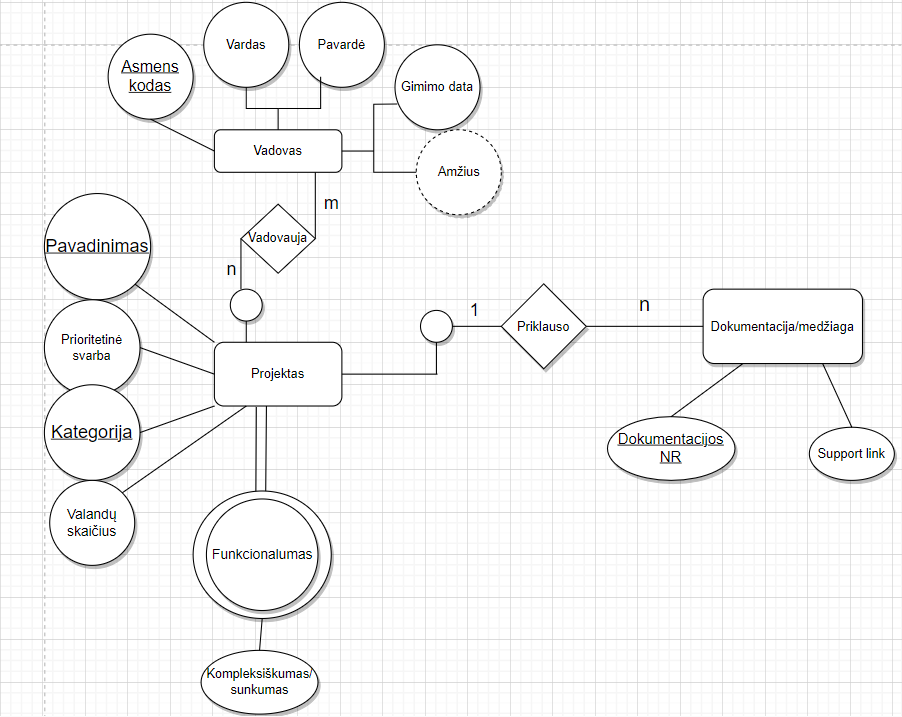 Vardas
Pavardė
Asmens
kodas
Gimimo data
Vadovas
Amžius
m
Vadovauja
Pavadinimas
n
1
n
Prioritetinė
svarba
Priklauso
Dokumentacija/medžiaga
Projektas
Kategorija
Dokumentacijos
NR
Support link
Valandų
skaičius
Funkcionalumas
Kompleksiškumas/
sunkumas